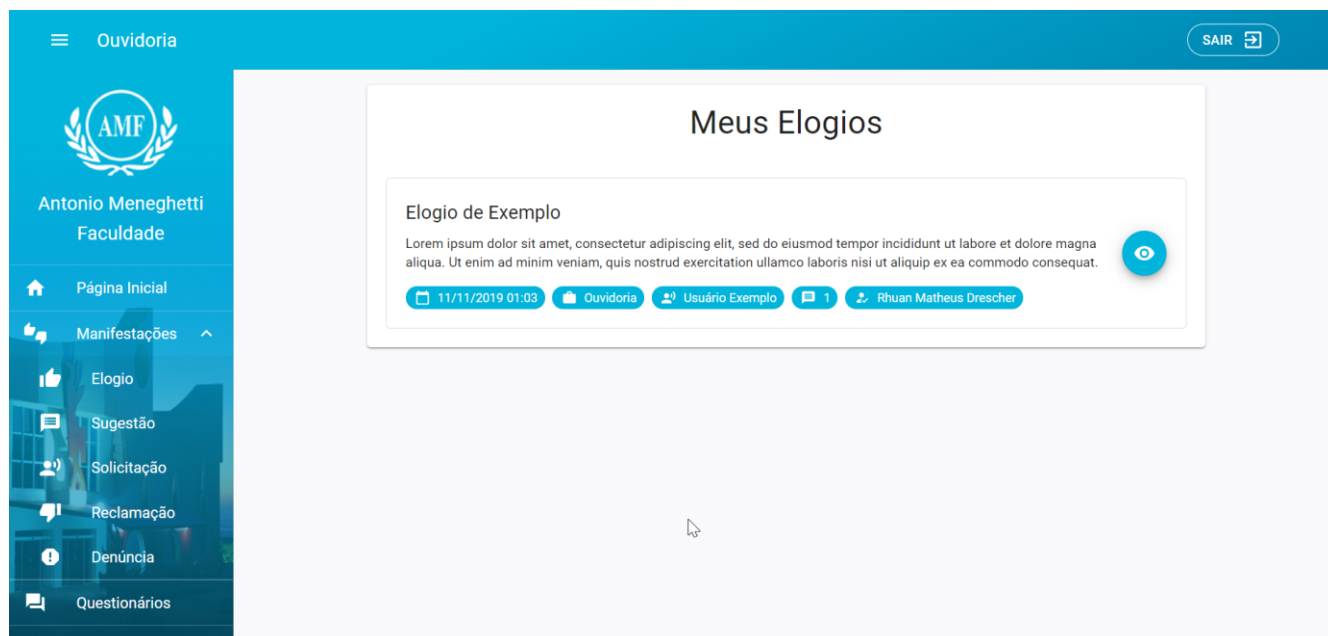 Ouvidoria
SAIR
AMF
Antonio Meneghetti
Faculdade
Página Inicial
Manifestações
Elogio
Sugestão
Solicitação
Reclamação
Denúncia
Questionários
Meus Elogios
Elogio de Exemplo
Lorem ipsum dolor sit amet, consectetur adipiscing elit, sed do eiusmod tempor incididunt ut labore et dolore magna
aliqua. Ut enim ad minim veniam, quis nostrud exercitation ullamco laboris nisi ut aliquip ex ea commodo consequat.
11/11/2019 01:03 Ouvidoria Usuário Exemplo 1 Rhuan Matheus Drescher